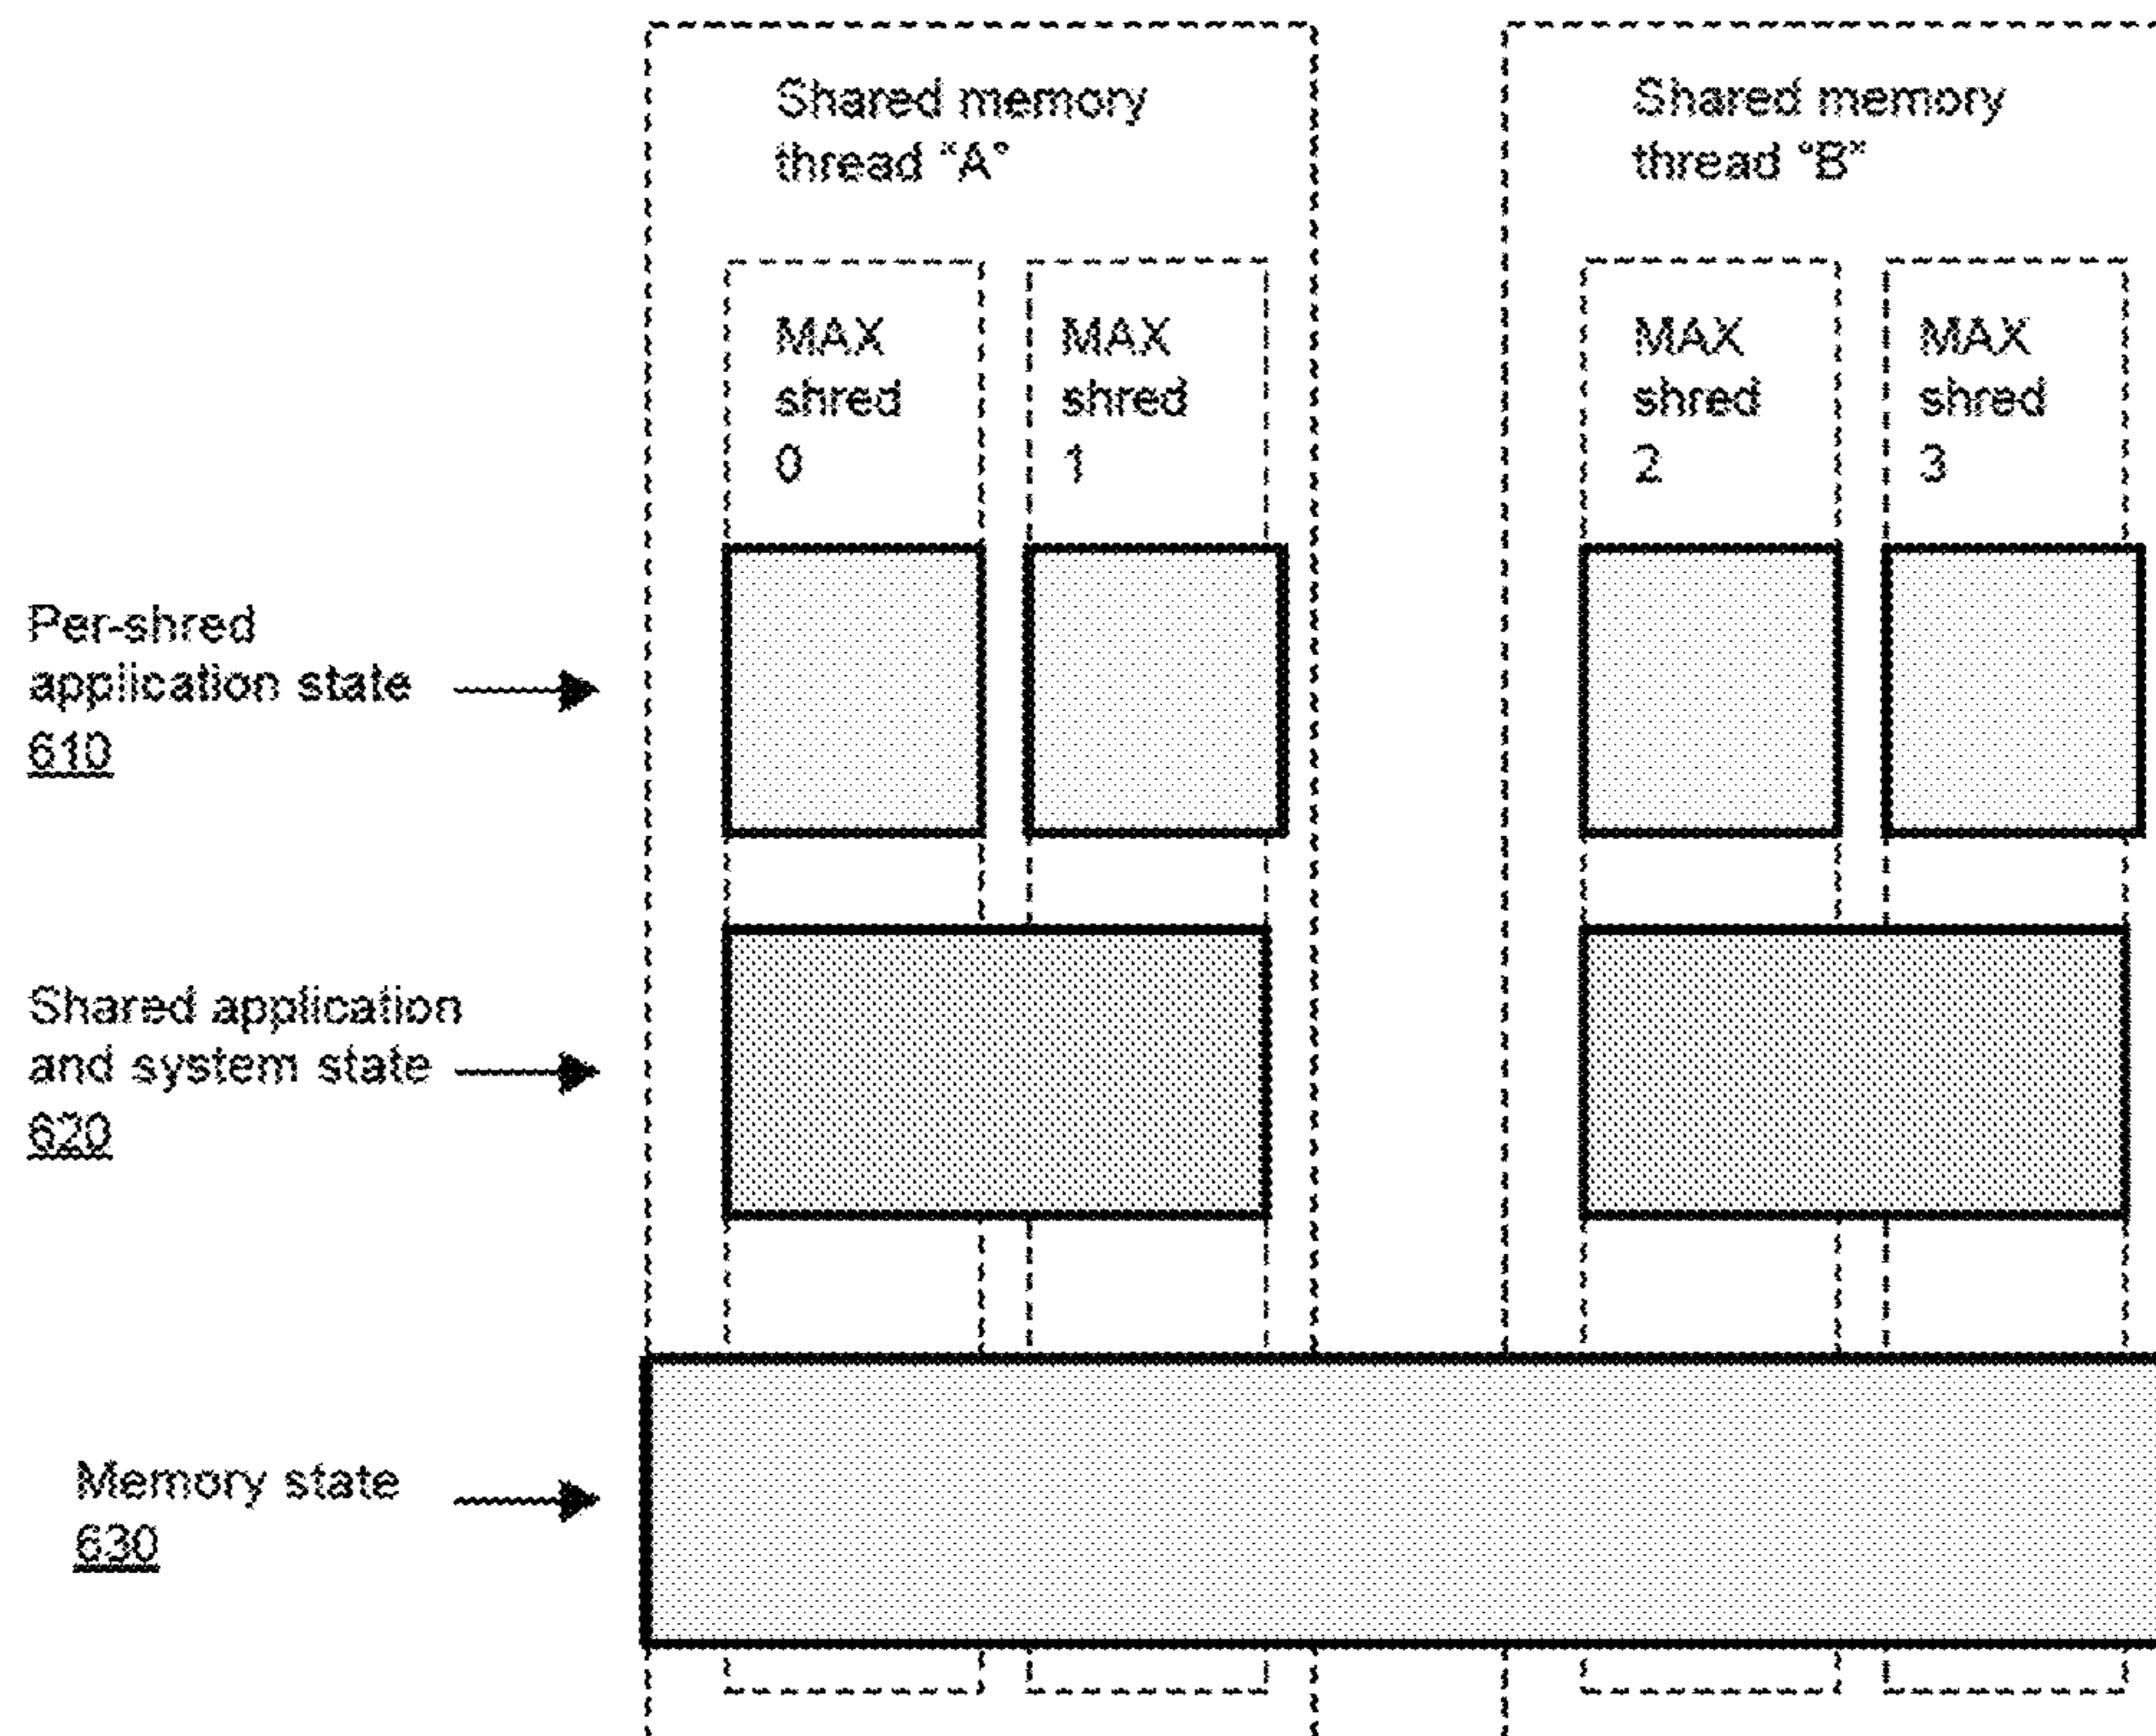 Shared memory
thread "A"
Shared memory
thread "B"
MAX
shred
0
MAX
shred
1
MAX
shred
2
MAX
shred
3
Per-shred
application state
610
Shared application
and system state
620
Memory state
630